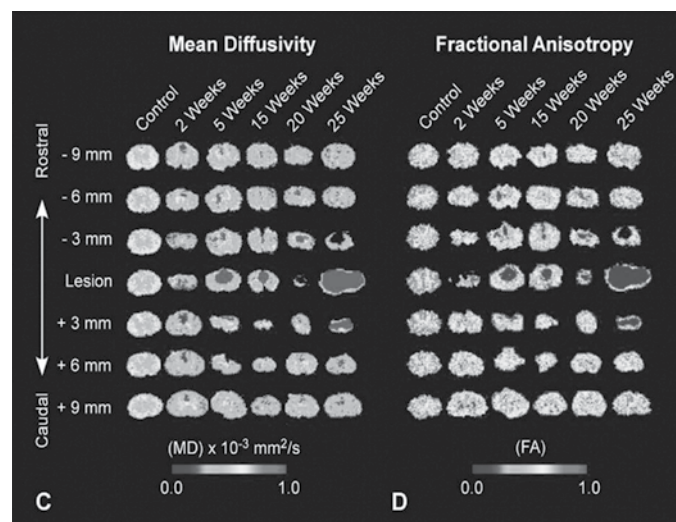 Mean Diffusivity
Fractional Anisotropy
Control
2 Weeks
5 Weeks
15 Weeks
20 Weeks
25 Weeks
Control
2 Weeks
5 Weeks
15 Weeks
20 Weeks
25 Weeks
Rostral
- 9 mm
- 6 mm
- 3 mm
Lesion
+ 3 mm
+ 6 mm
+ 9 mm
Caudal
(MD) x 10⁻³ mm²/s
0.0 1.0
(FA)
0.0 1.0
C
D